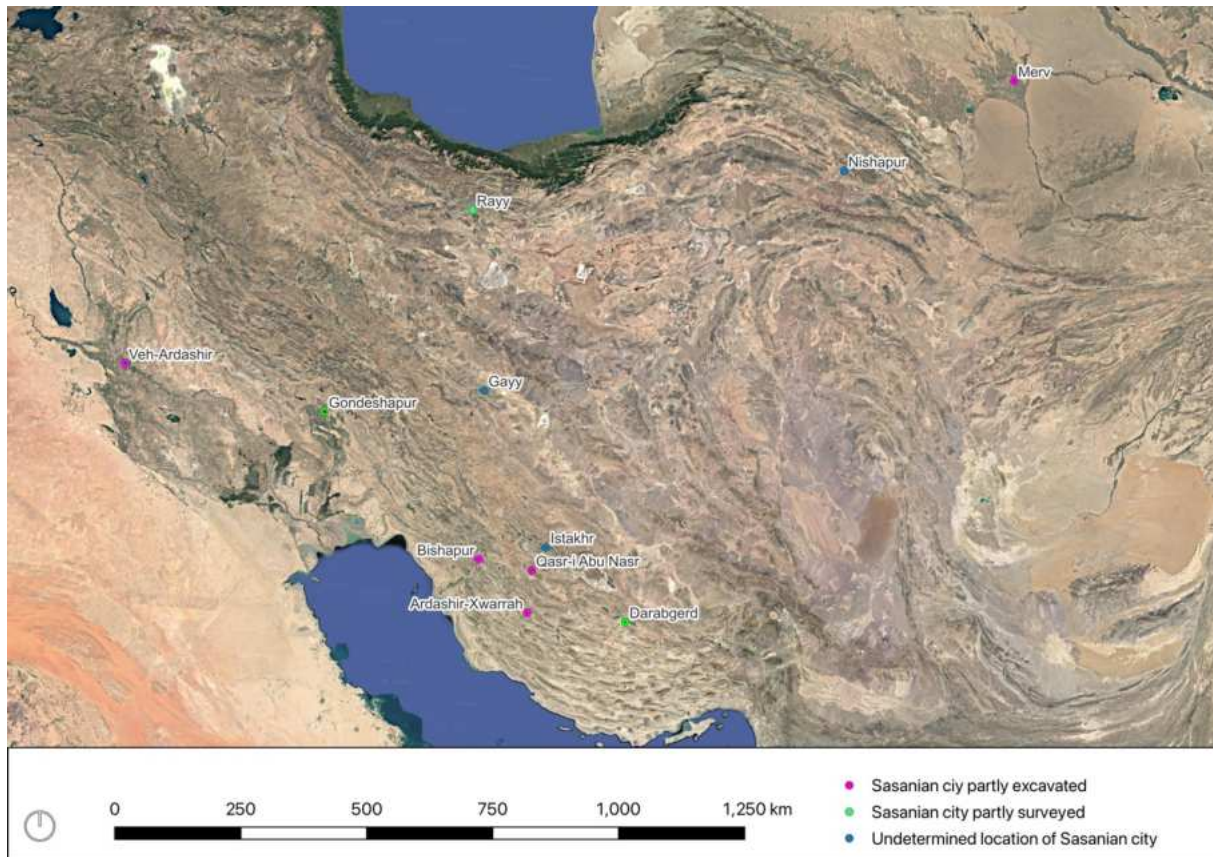 Merv
Nishapur
Rayy
Veh-Ardashir
Gayy
Gondeshapur
Istakhr
Bishapur
Qasr-i Abu Nasr
Ardashir-Xwarrah
Darabgerd
0 250 500 750 1,000 1,250 km
Sasanian ciy partly excavated
Sasanian city partly surveyed
Undetermined location of Sasanian city